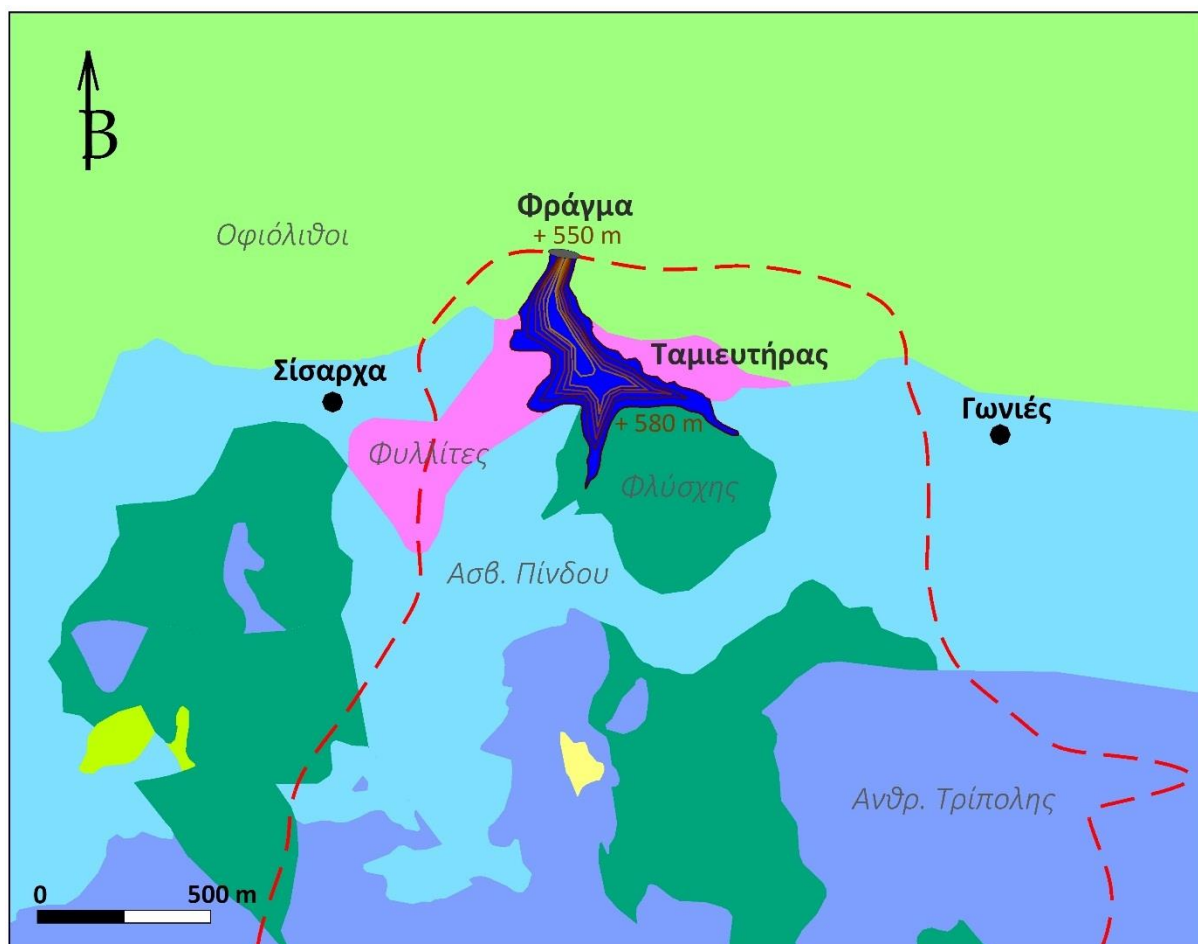 Β
Φράγμα
+ 550 m
Οφιόλιθοι
Ταμιευτήρας
Σίσαρχα
Γωνιές
+ 580 m
Φυλλίτες
Φλύσχης
Ασβ. Πίνδου
Ανθρ. Τρίπολης
0 500 m